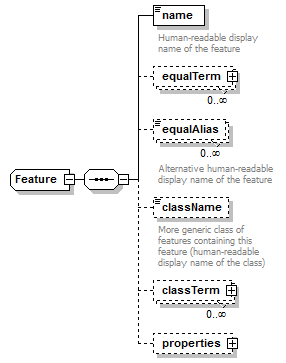 name
Human-readable display
name of the feature
equalTerm
0..∞
equalAlias
0..∞
Alternative human-readable
display name of the feature
Feature
className
More generic class of
features containing this
feature (human-readable
display name of the class)
classTerm
0..∞
properties